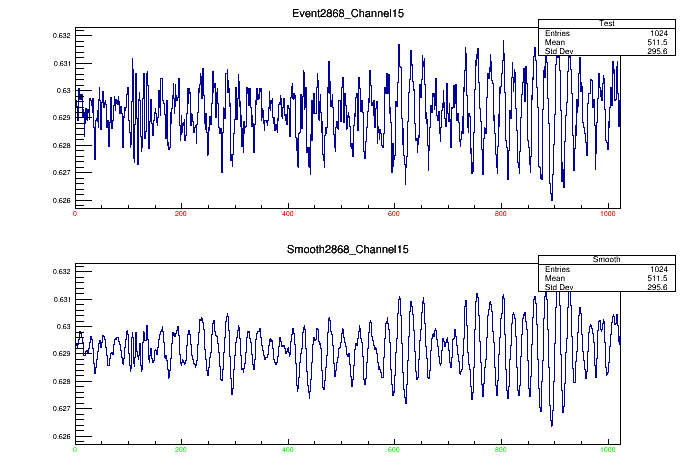 Event2868_Channel15
Test
Entries 1024
Mean 511.5
Std Dev 295.6
0.632
0.631
0.63
0.629
0.628
0.627
0.626
0 200 400 600 800 1000
Smooth2868_Channel15
Smooth
Entries 1024
Mean 511.5
Std Dev 295.6
0.632
0.631
0.63
0.629
0.628
0.627
0.626
0 200 400 600 800 1000